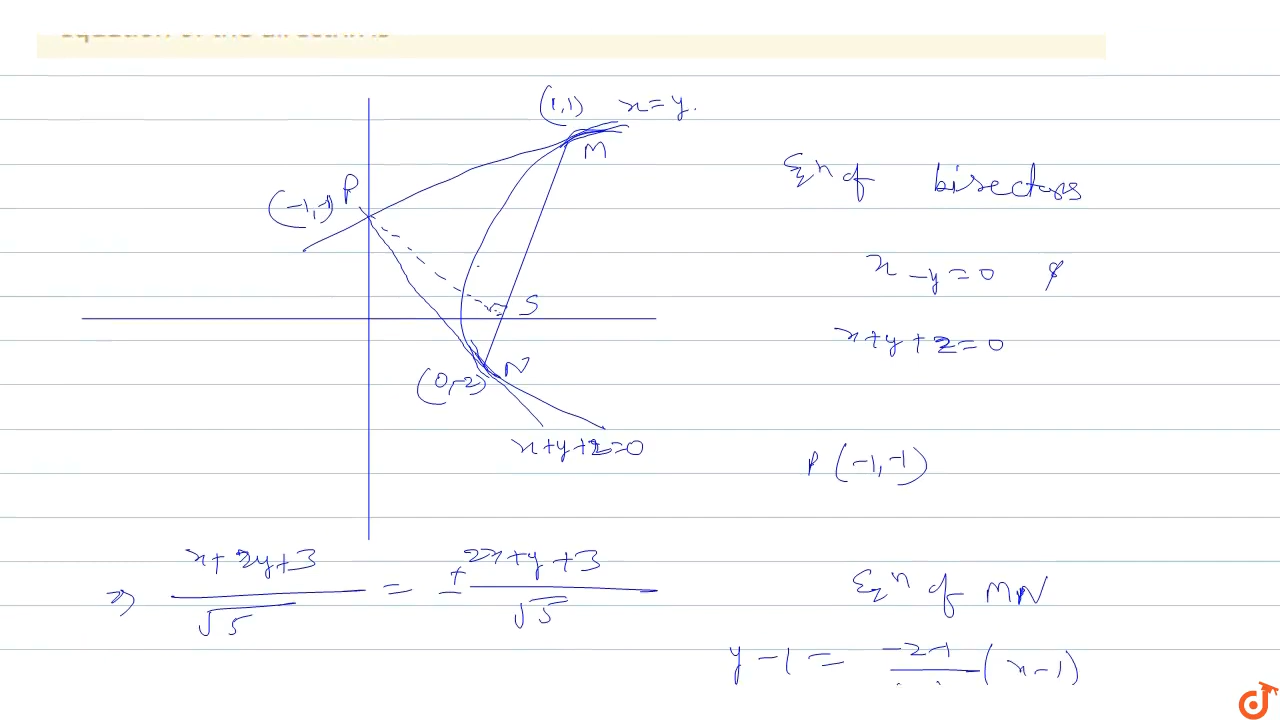 (1,1) x=y.
M
P
(-1,-1)
Eqn of bisectors
x-y=0 &
S
x+y+2=0
N
(0,-2)
x+y+2=0
P (-1,-1)
⇒ x+2y+3 / √5 = ± 2x+y+3 / √5
Eqn of MN
y-1 = -2-1 / (x-1)